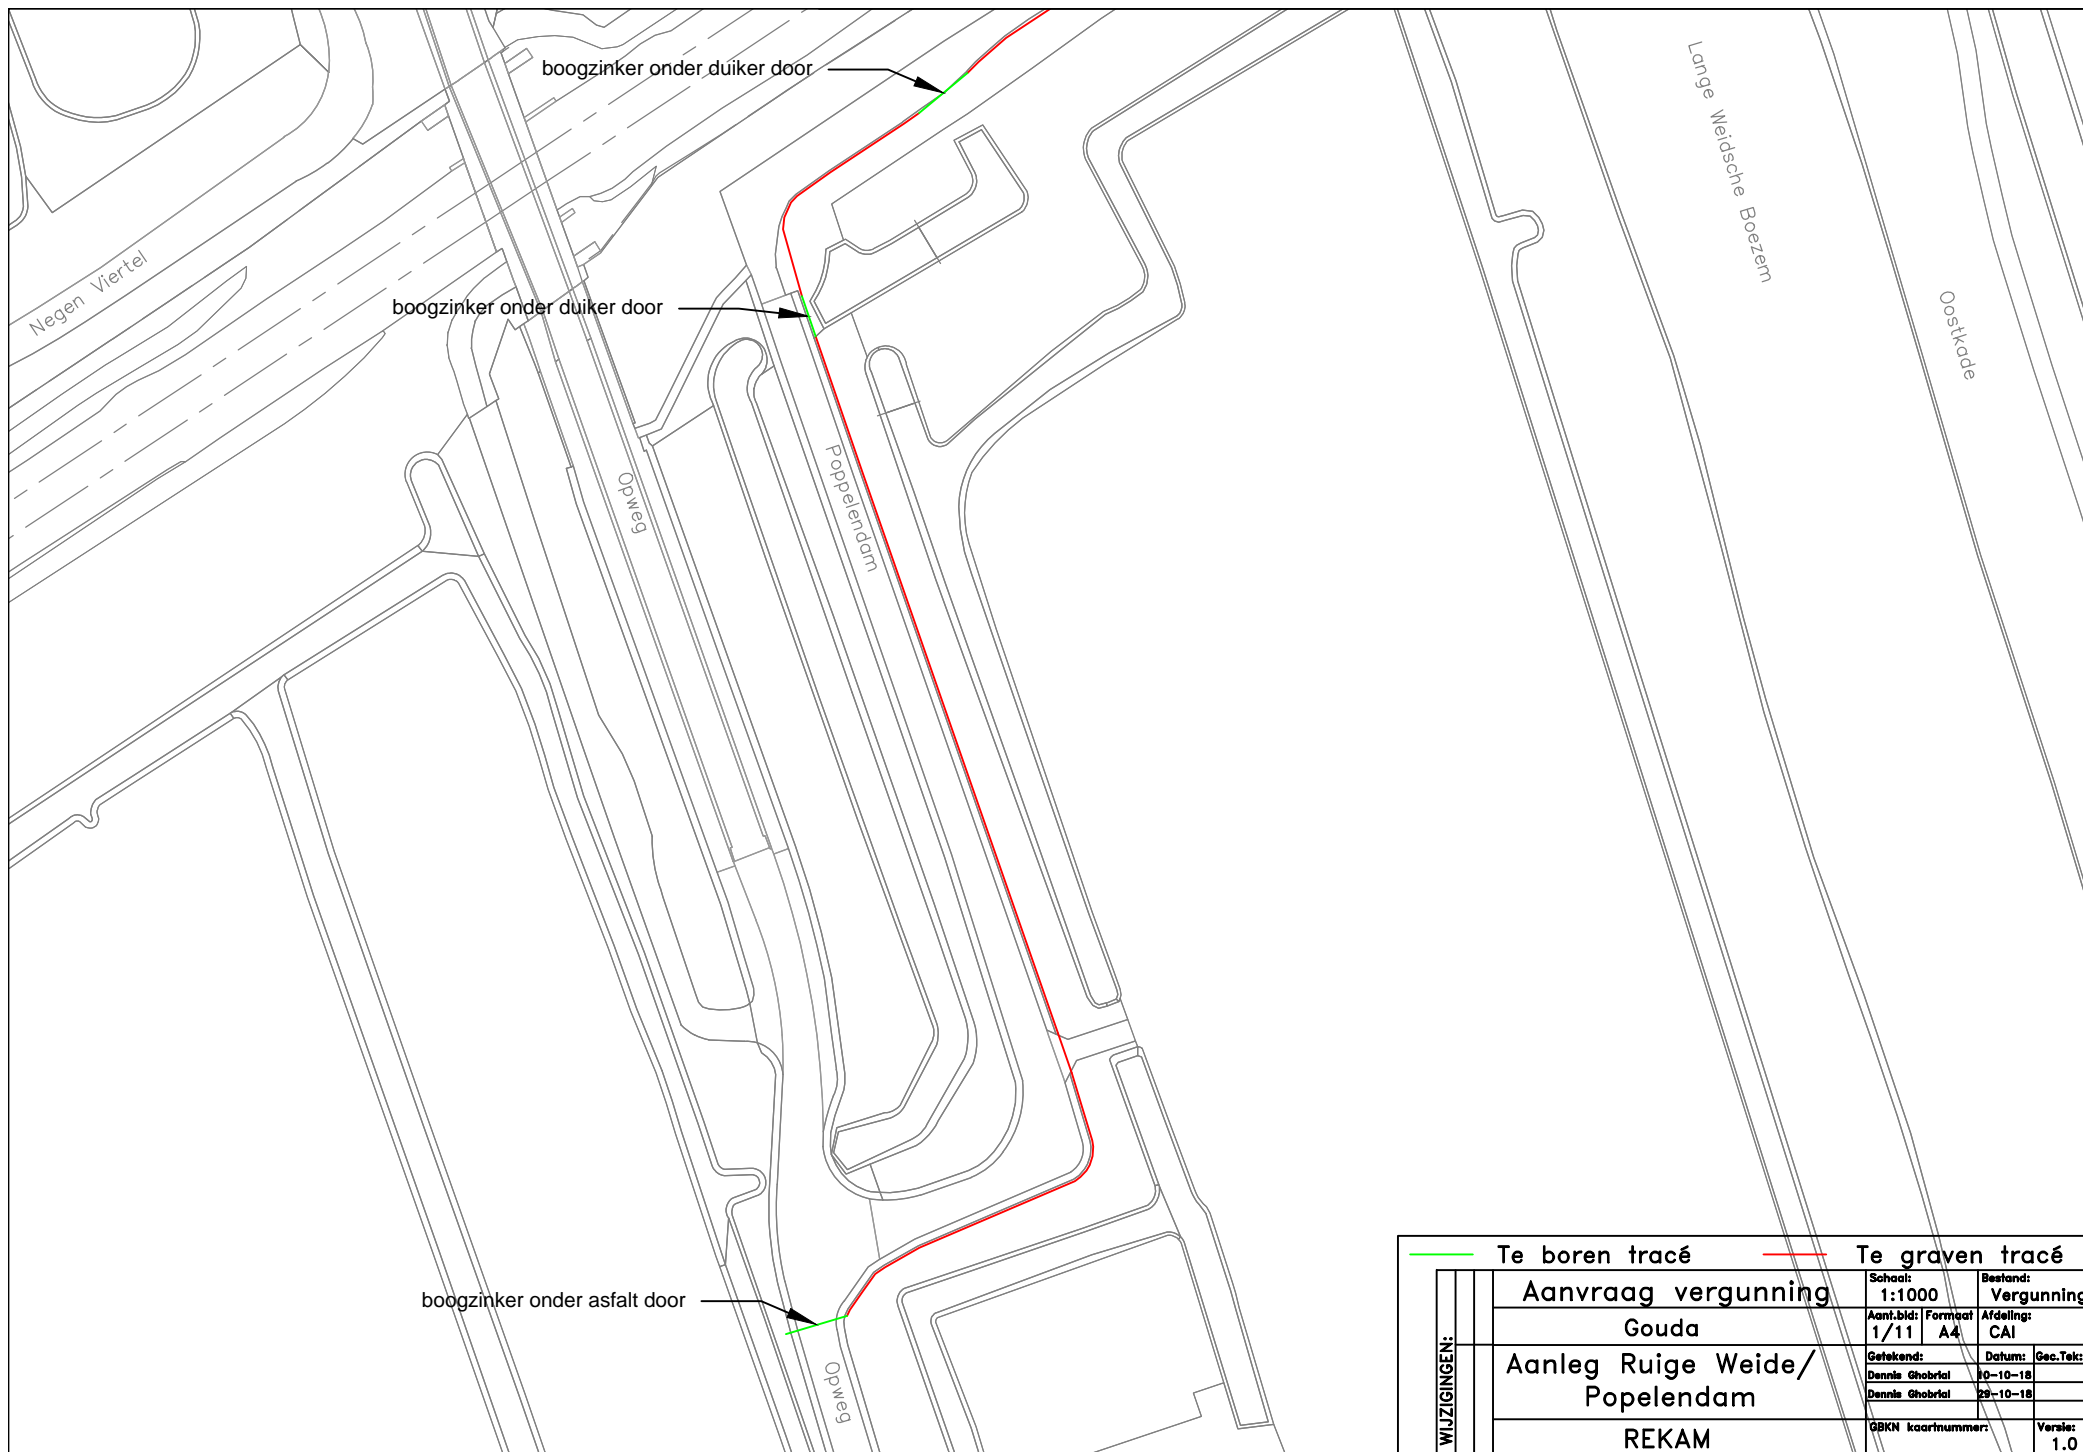 boogzinker onder duiker door
Lange Weidsche Boezem
Negen Viertel
boogzinker onder duiker door
Oostkade
Opweg
Poppelendam
boogzinker onder asfalt door
Opweg
Te boren tracé
Te graven tracé
WIJZIGINGEN:
Aanvraag vergunning
Schaal:
1:1000
Bestand:
Vergunning
Gouda
Aant.bld:
1/11
Formaat
A4
Afdeling:
CAI
Aanleg Ruige Weide/
Popelendam
Getekend:
Datum:
Gec.Tek:
Dennis Ghobrial
10-10-18
Dennis Ghobrial
29-10-18
REKAM
GBKN kaartnummer:
Versie:
1.0